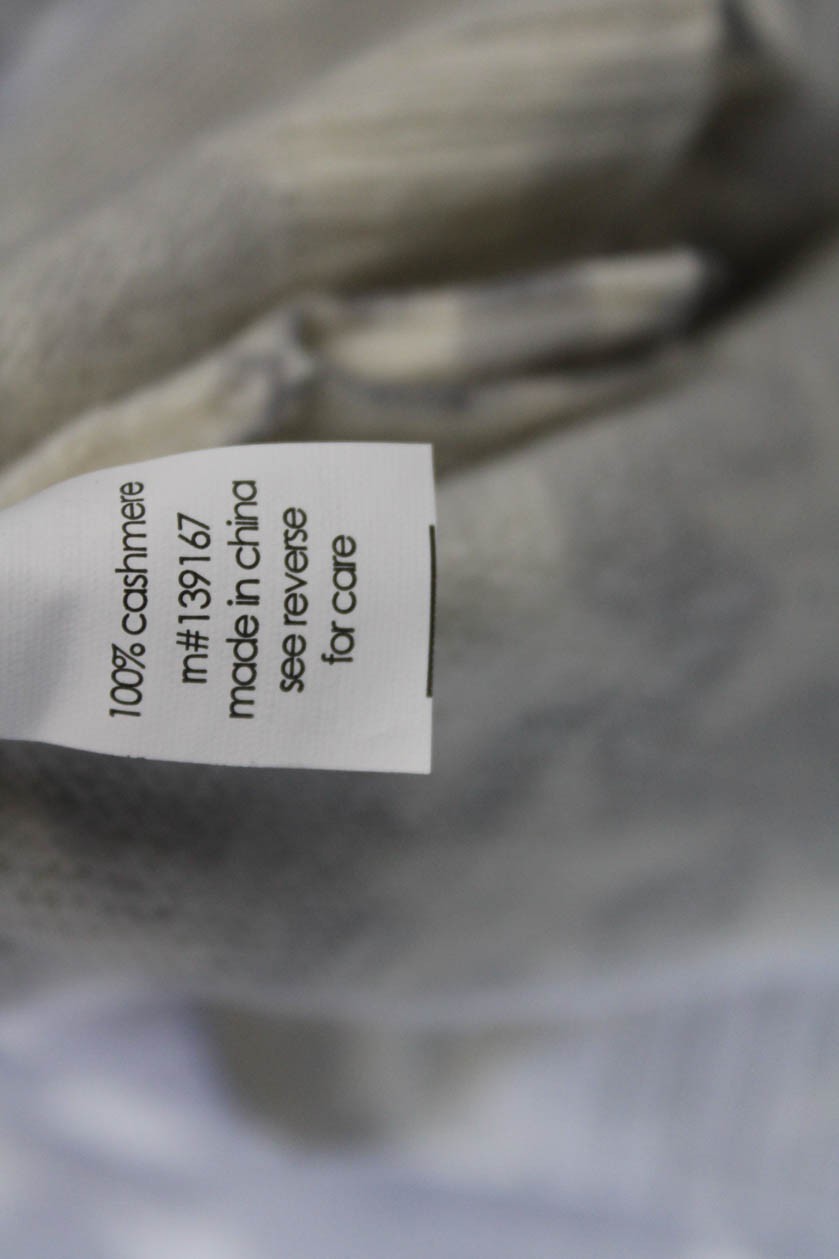 100% cashmere
m#139167
made in china
see reverse
for care